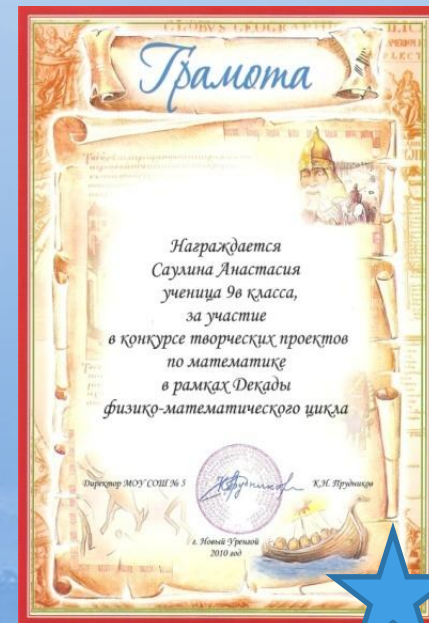 Грамота
Награждается
Саулина Анастасия
ученица 9в класса,
за участие
в конкурсе творческих проектов
по математике
в рамках Декады
физико-математического цикла
Директор МОУ СОШ № 5
К.Н. Прудников
г. Новый Уренгой
2010 год